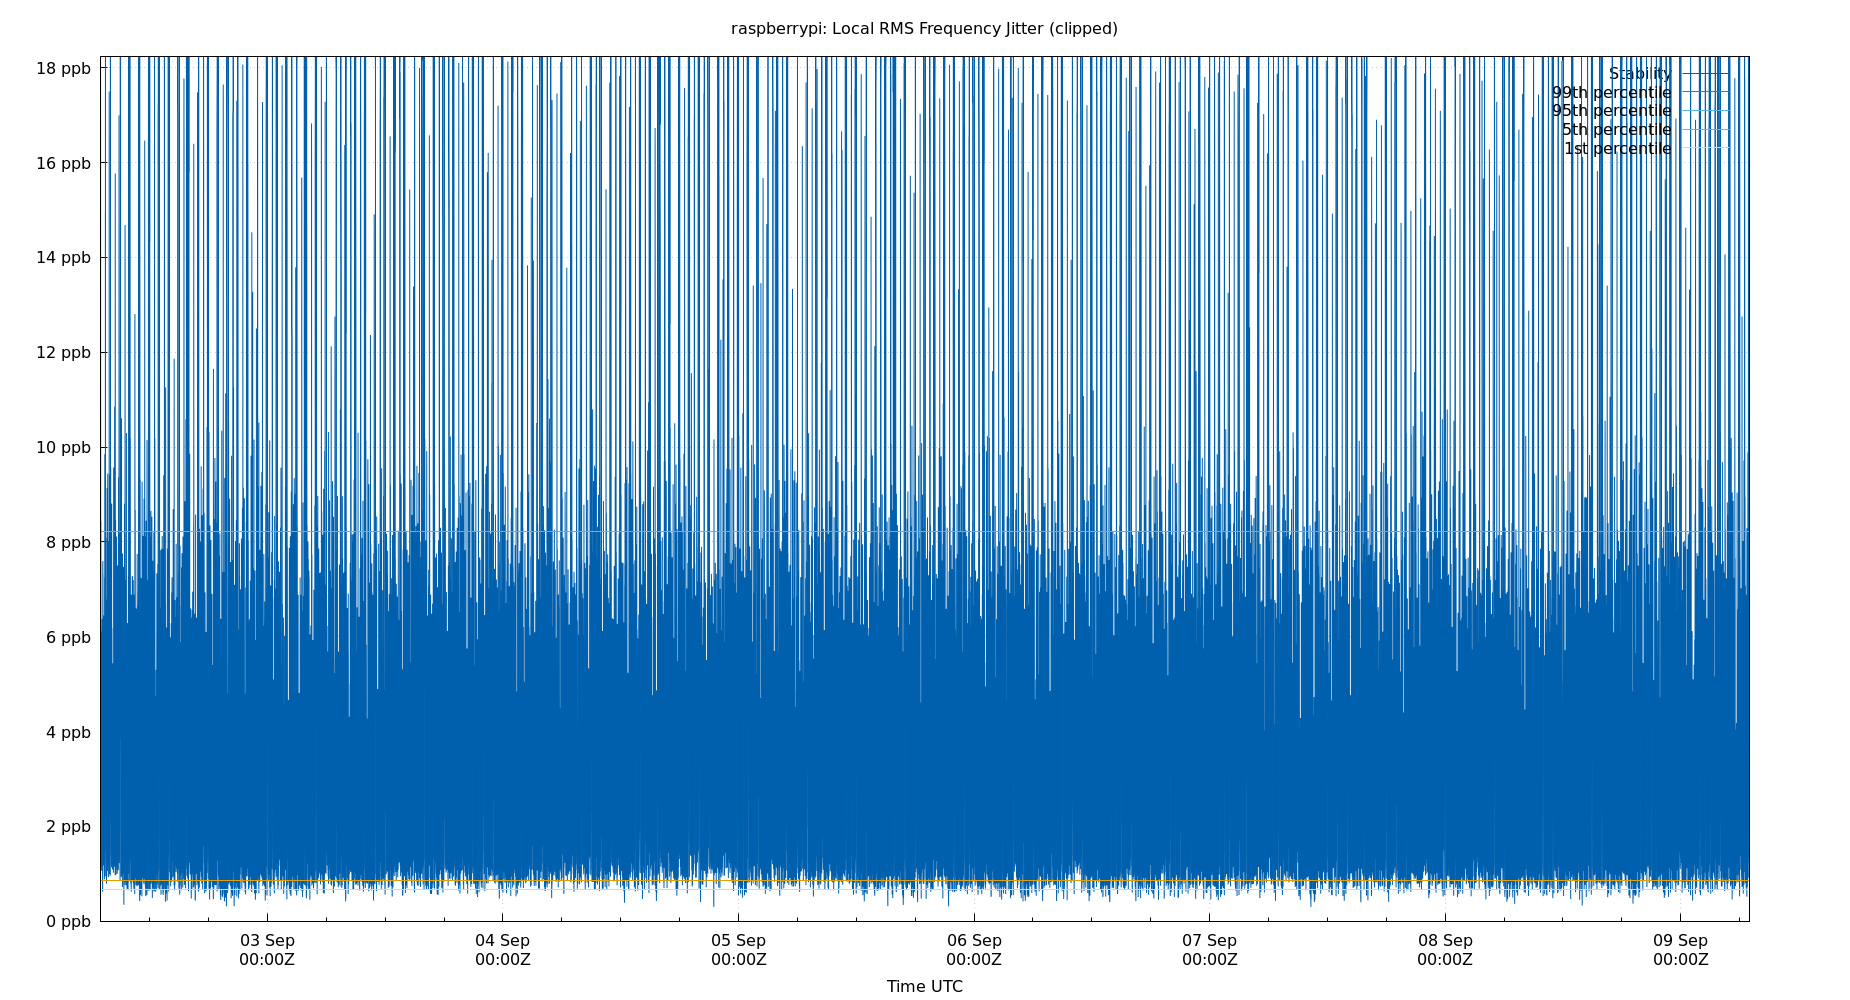 raspberrypi: Local RMS Frequency Jitter (clipped)
18 ppb
16 ppb
14 ppb
12 ppb
10 ppb
8 ppb
6 ppb
4 ppb
2 ppb
0 ppb
Stability
99th percentile
95th percentile
5th percentile
1st percentile
03 Sep
00:00Z
04 Sep
00:00Z
05 Sep
00:00Z
06 Sep
00:00Z
07 Sep
00:00Z
08 Sep
00:00Z
09 Sep
00:00Z
Time UTC